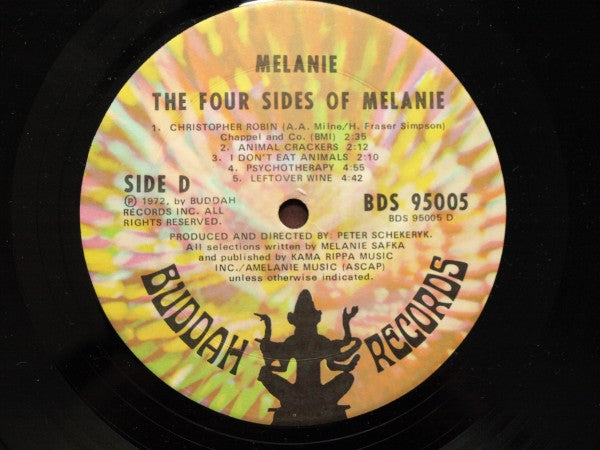 MELANIE
THE FOUR SIDES OF MELANIE
1. CHRISTOPHER ROBIN (A.A. Milne/H. Fraser Simpson)
Chappel and Co. (BMI) 2:35
2. ANIMAL CRACKERS 2:12
3. I DON'T EAT ANIMALS 2:10
4. PSYCHOTHERAPY 4:55
5. LEFTOVER WINE 4:42
SIDE D
Ⓟ 1972, by BUDDAH
RECORDS INC. ALL
RIGHTS RESERVED.
BDS 95005
BDS 95005 D
PRODUCED AND DIRECTED BY: PETER SCHEKERYK.
All selections written by MELANIE SAFKA
and published by KAMA RIPPA MUSIC
INC./AMELANIE MUSIC (ASCAP)
unless otherwise indicated.
BUDDAH RECORDS